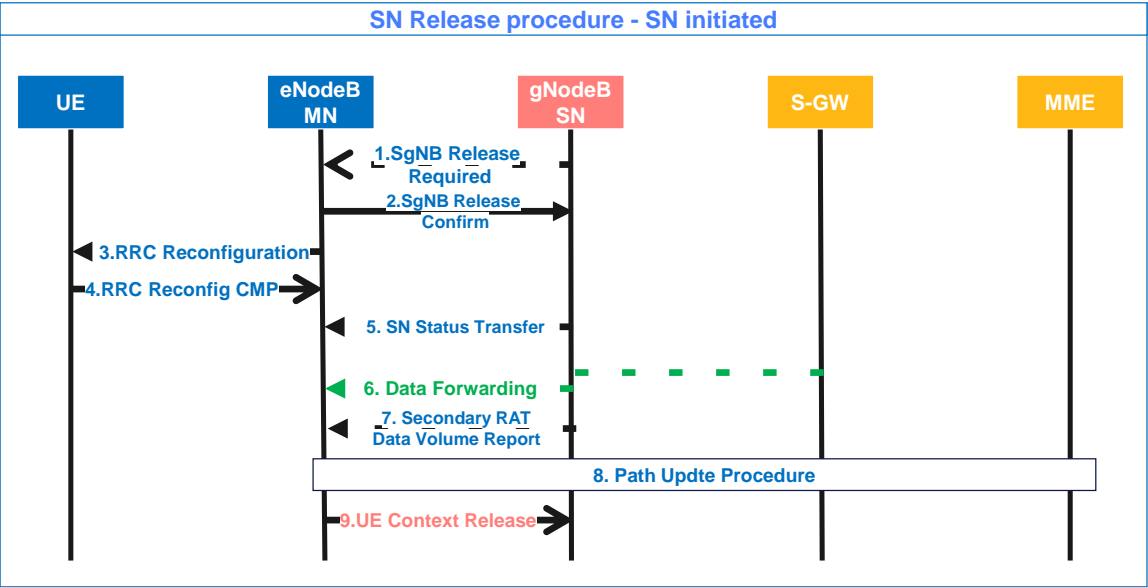 SN Release procedure - SN initiated
UE
eNodeB
MN
gNodeB
SN
S-GW
MME
1.SgNB Release
Required
2.SgNB Release
Confirm
3.RRC Reconfiguration
4.RRC Reconfig CMP
5. SN Status Transfer
6. Data Forwarding
7. Secondary RAT
Data Volume Report
8. Path Updte Procedure
9.UE Context Release